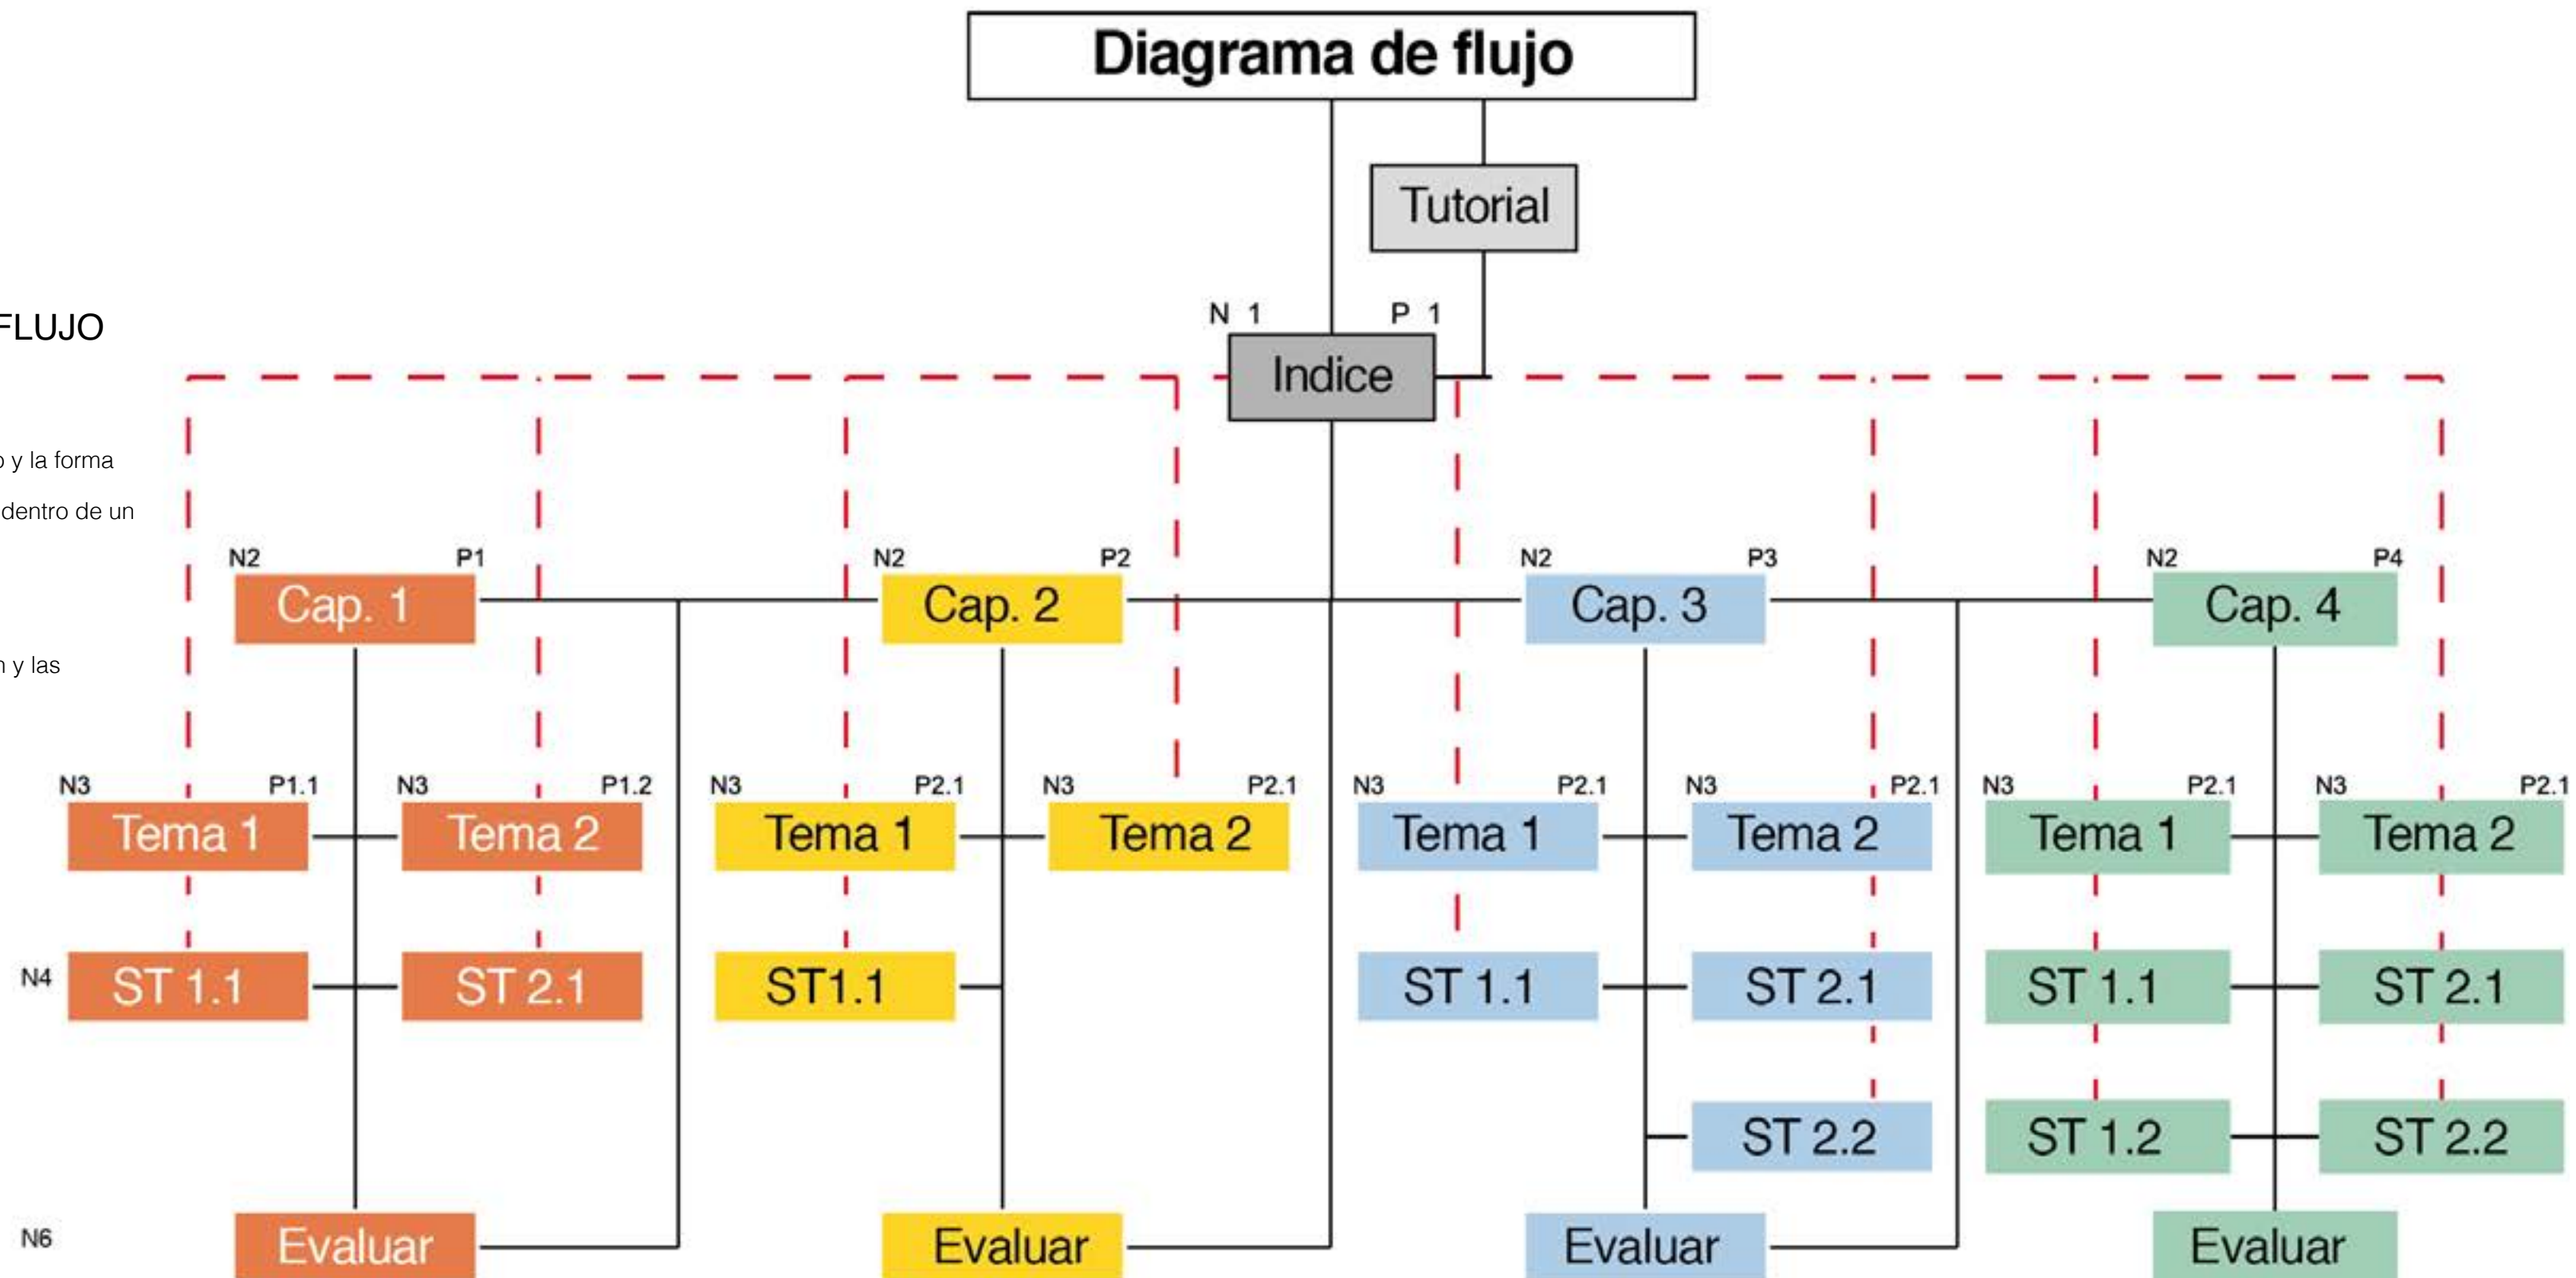 Diagrama de flujo
Tutorial
FLUJO
N 1 P 1
Indice
y la forma
dentro de un
y las
N2 P1 N2 P2 N2 P3 N2 P4
Cap. 1 Cap. 2 Cap. 3 Cap. 4
N3 P1.1 N3 P1.2 N3 P2.1 N3 P2.1 N3 P2.1 N3 P2.1 N3 P2.1 N3 P2.1
Tema 1 Tema 2 Tema 1 Tema 2 Tema 1 Tema 2 Tema 1 Tema 2
N4 ST 1.1 ST 2.1 ST1.1 ST 1.1 ST 2.1 ST 1.1 ST 2.1
ST 2.2 ST 1.2 ST 2.2
N6 Evaluar Evaluar Evaluar Evaluar